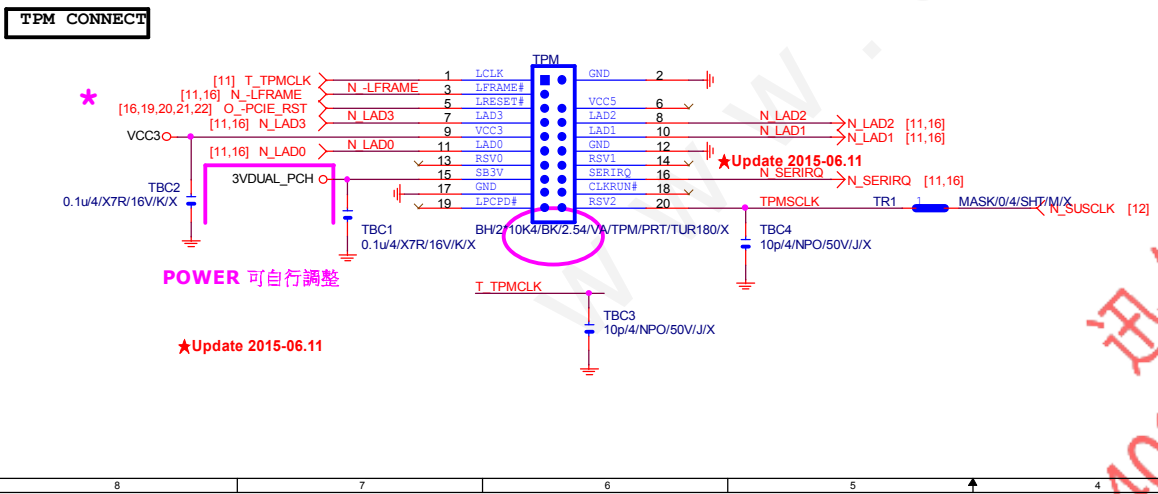 TPM CONNECT
TPM
[11] T_TPMCLK 1 LCLK GND 2
[11,16] N_-LFRAME N_-LFRAME 3 LFRAME#
[16,19,20,21,22] O_-PCIE_RST 5 LRESET# VCC5 6
[11,16] N_LAD3 N_LAD3 7 LAD3 LAD2 8 N_LAD2 N_LAD2 [11,16]
VCC3 9 VCC3 LAD1 10 N_LAD1 N_LAD1 [11,16]
[11,16] N_LAD0 N_LAD0 11 LAD0 GND 12
13 RSV0 RSV1 14 ★Update 2015-06.11
3VDUAL_PCH 15 SB3V SERIRQ 16 N_SERIRQ N_SERIRQ [11,16]
17 GND CLKRUN# 18
19 LPCPD# RSV2 20 TPMSCLK TR1 1 MASK/0/4/SHT/M/X N_SUSCLK [12]
TBC2
0.1u/4/X7R/16V/K/X
TBC1
0.1u/4/X7R/16V/K/X
BH/2*10K4/BK/2.54/VA/TPM/PRT/TUR180/X
TBC4
10p/4/NPO/50V/J/X
POWER 可自行調整
T_TPMCLK
TBC3
10p/4/NPO/50V/J/X
★Update 2015-06.11
www.
迅
8 7 6 5 4